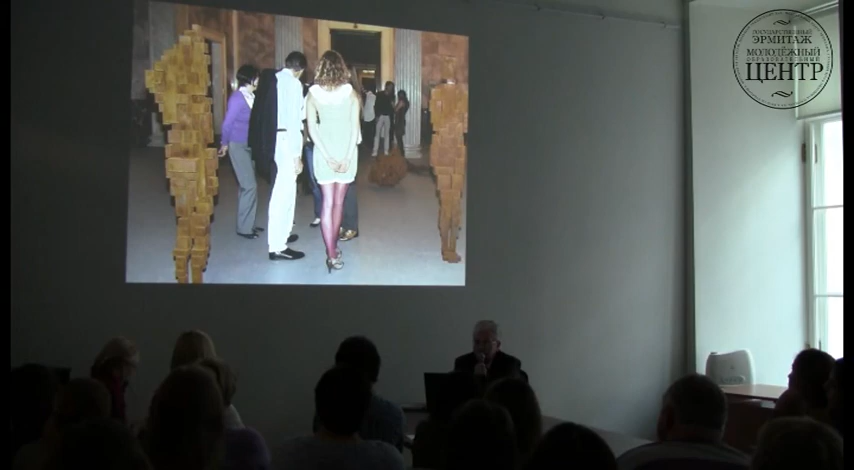 ГОСУДАРСТВЕННЫЙ
ЭРМИТАЖ
МОЛОДЁЖНЫЙ
ОБРАЗОВАТЕЛЬНЫЙ
ЦЕНТР